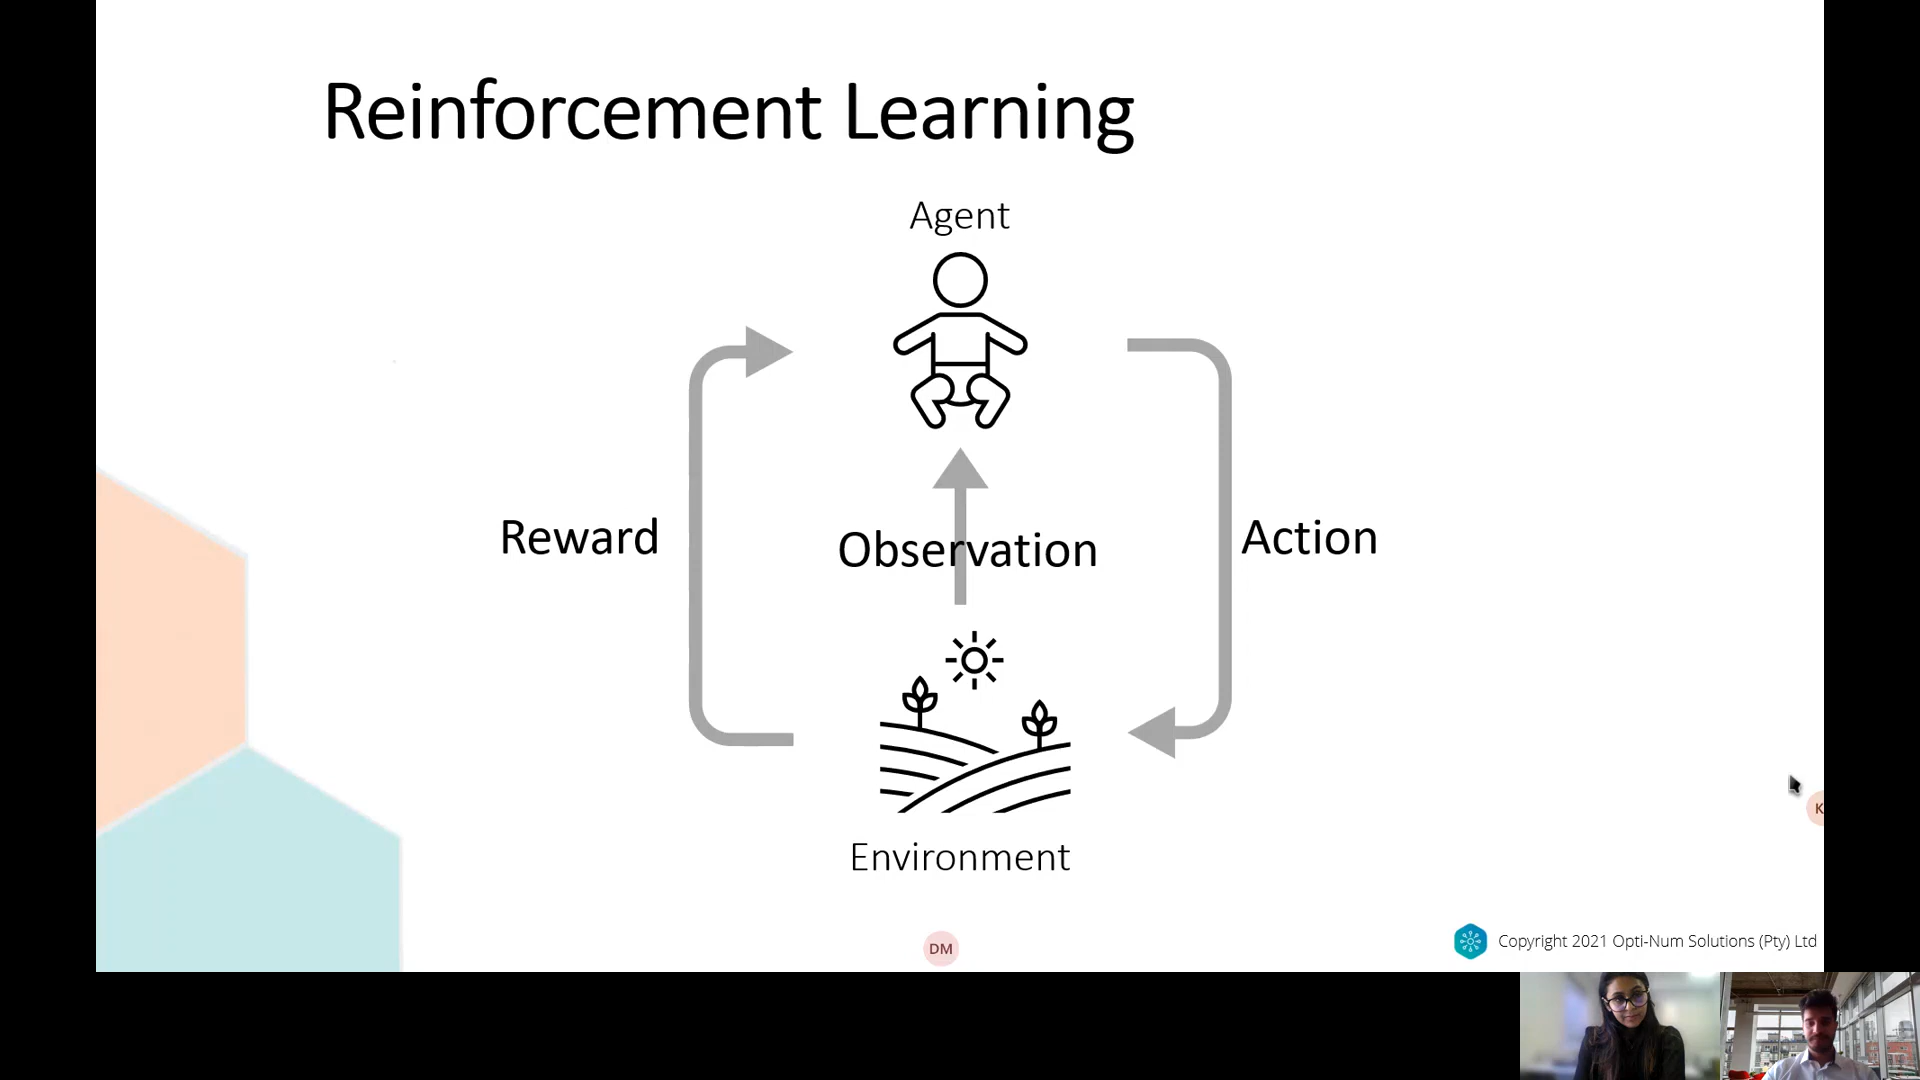 Reinforcement Learning
Agent
Reward
Observation
Action
Environment
K
DM
Copyright 2021 Opti-Num Solutions (Pty) Ltd